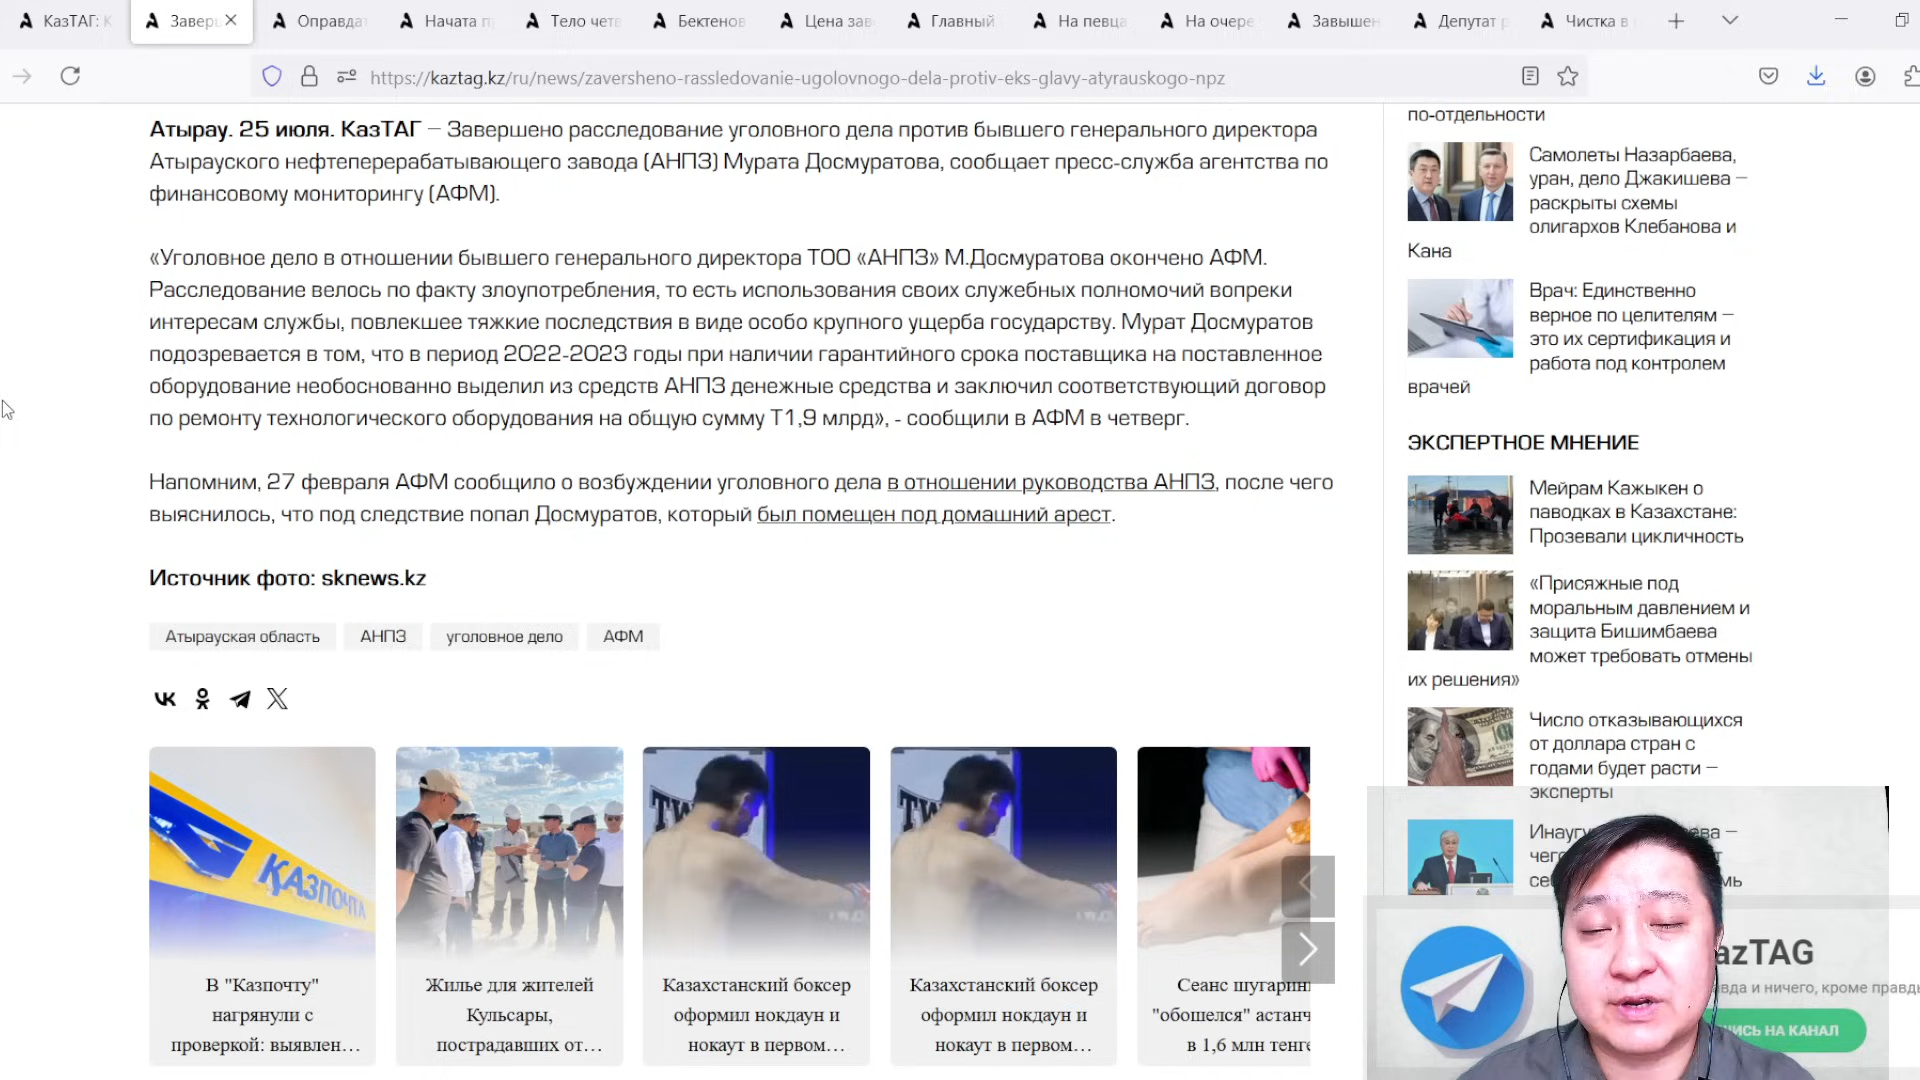 КазТАГ: К
Заверш
Оправдат
Начата п
Тело четв
Бектенов
Цена зав
Главный
На певца
На очере
Завышен
Депутат р
Чистка в
https://kaztag.kz/ru/news/zaversheno-rassledovanie-ugolovnogo-dela-protiv-eks-glavy-atyrauskogo-npz
Атырау. 25 июля. КазТАГ – Завершено расследование уголовного дела против бывшего генерального директора
Атырауского нефтеперерабатывающего завода (АНПЗ) Мурата Досмуратова, сообщает пресс-служба агентства по
финансовому мониторингу (АФМ).
«Уголовное дело в отношении бывшего генерального директора ТОО «АНПЗ» М.Досмуратова окончено АФМ.
Расследование велось по факту злоупотребления, то есть использования своих служебных полномочий вопреки
интересам службы, повлекшее тяжкие последствия в виде особо крупного ущерба государству. Мурат Досмуратов
подозревается в том, что в период 2022-2023 годы при наличии гарантийного срока поставщика на поставленное
оборудование необоснованно выделил из средств АНПЗ денежные средства и заключил соответствующий договор
по ремонту технологического оборудования на общую сумму Т1,9 млрд», - сообщили в АФМ в четверг.
Напомним, 27 февраля АФМ сообщило о возбуждении уголовного дела в отношении руководства АНПЗ, после чего
выяснилось, что под следствие попал Досмуратов, который был помещен под домашний арест.
Источник фото: sknews.kz
Атырауская область
АНПЗ
уголовное дело
АФМ
КАЗПОЧТА
В "Казпочту"
нагрянули с
проверкой: выявлен...
Жилье для жителей
Кульсары,
пострадавших от...
Казахстанский боксер
оформил нокдаун и
нокаут в первом...
Казахстанский боксер
оформил нокдаун и
нокаут в первом...
Сеанс шугарин
"обошелся" астанч
в 1,6 млн тенге
по-отдельности
Самолеты Назарбаева,
уран, дело Джакишева –
раскрыты схемы
олигархов Клебанова и
Кана
Врач: Единственно
верное по целителям –
это их сертификация и
работа под контролем
врачей
ЭКСПЕРТНОЕ МНЕНИЕ
Мейрам Кажыкен о
паводках в Казахстане:
Прозевали цикличность
«Присяжные под
моральным давлением и
защита Бишимбаева
может требовать отмены
их решения»
Число отказывающихся
от доллара стран с
годами будет расти –
эксперты
azTAG
вда и ничего, кроме правды
ИСЬ НА КАНАЛ